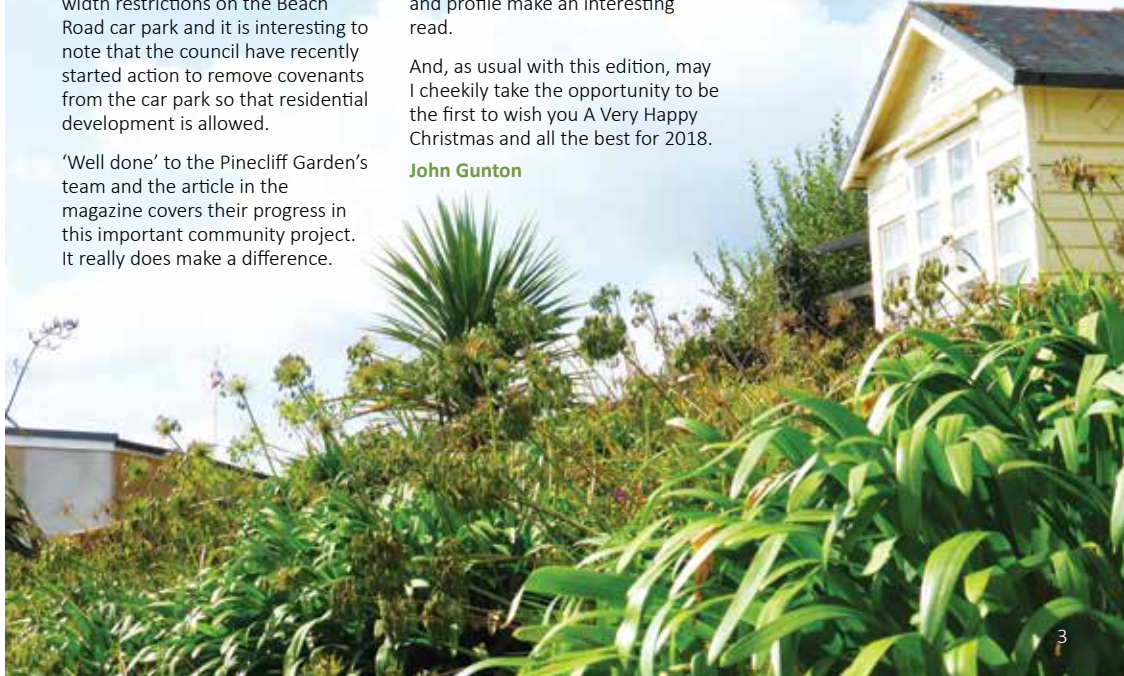 width restrictions on the Beach
Road car park and it is interesting to
note that the council have recently
started action to remove covenants
from the car park so that residential
development is allowed.
‘Well done’ to the Pinecliff Garden’s
team and the article in the
magazine covers their progress in
this important community project.
It really does make a difference.
and profile make an interesting
read.
And, as usual with this edition, may
I cheekily take the opportunity to be
the first to wish you A Very Happy
Christmas and all the best for 2018.
John Gunton
3